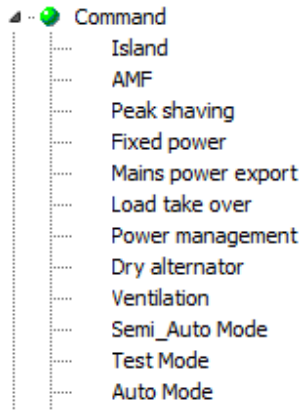 Command
Island
AMF
Peak shaving
Fixed power
Mains power export
Load take over
Power management
Dry alternator
Ventilation
Semi_Auto Mode
Test Mode
Auto Mode